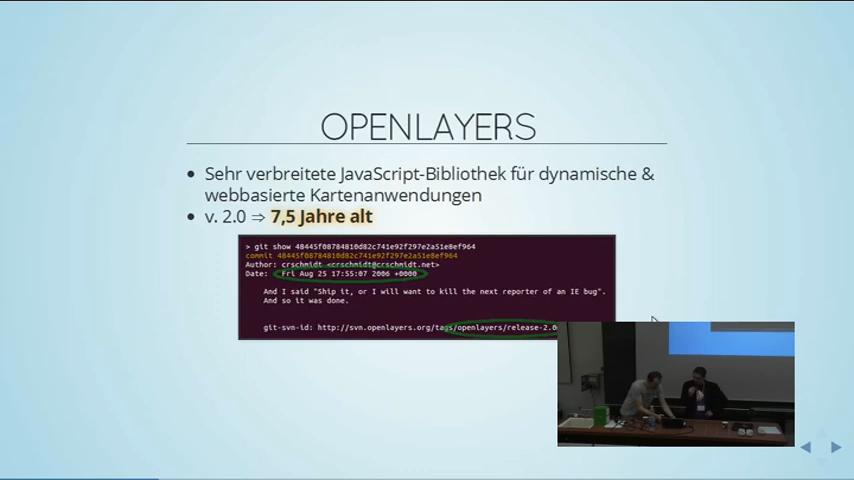 OPENLAYERS
Sehr verbreitete JavaScript-Bibliothek für dynamische &
webbasierte Kartenanwendungen
v. 2.0 ⇒ 7,5 Jahre alt
> git show 48445f08784810d82c741e92f297e2a51e8ef964
commit 48445f08784810d82c741e92f297e2a51e8ef964
Author: crschmidt <crschmidt@crschmidt.net>
Date: Fri Aug 25 17:55:07 2006 +0000
And I said "Ship it, or I will want to kill the next reporter of an IE bug".
And so it was done.
git-svn-id: http://svn.openlayers.org/tags/openlayers/release-2.0